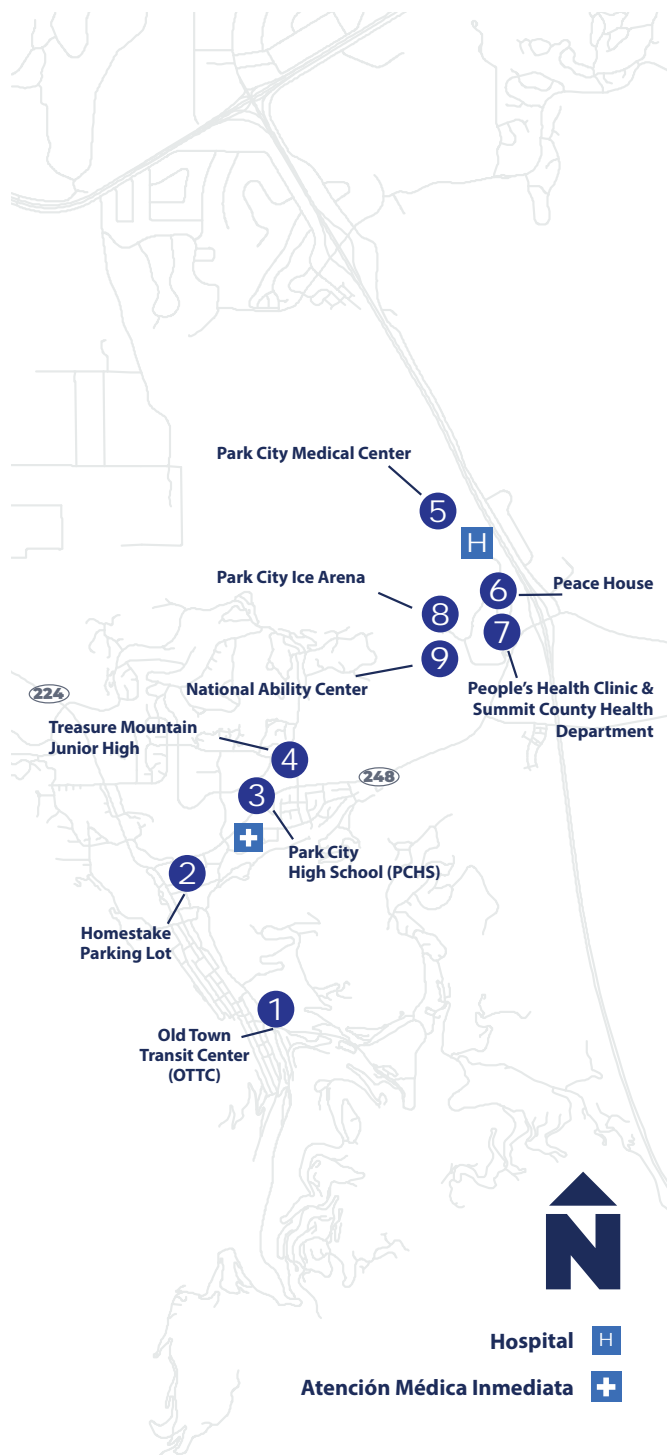 Park City Medical Center
5
H
Park City Ice Arena
6
Peace House
8
7
9
National Ability Center
People's Health Clinic &
Summit County Health
Department
224
Treasure Mountain
Junior High
4
248
3
Park City
High School (PCHS)
2
Homestake
Parking Lot
1
Old Town
Transit Center
(OTTC)
N
Hospital H
Atención Médica Inmediata